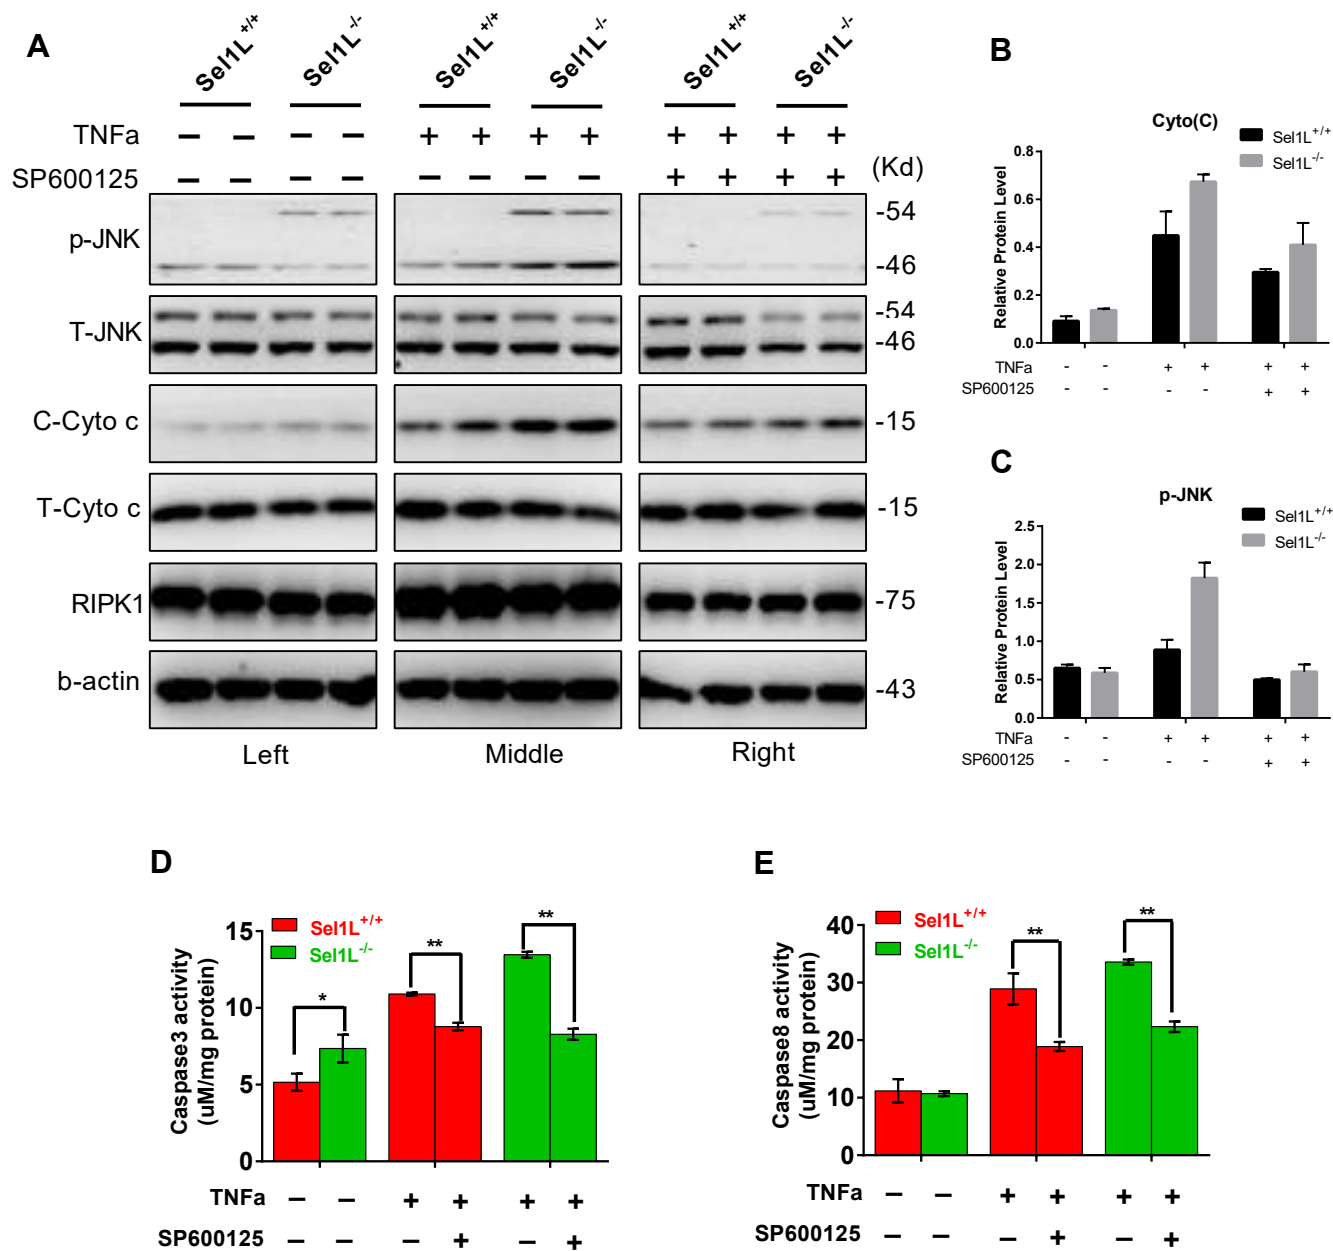 A
Sel1L+/+ Sel1L-/- Sel1L+/+ Sel1L-/- Sel1L+/+ Sel1L-/-
TNFa − − − − + + + + + + + +
SP600125 − − − − − − − − + + + + (Kd)
p-JNK -54
-46
T-JNK -54
-46
C-Cyto c -15
T-Cyto c -15
RIPK1 -75
b-actin -43
Left Middle Right
B
Cyto(C)
Sel1L+/+
Sel1L-/-
Relative Protein Level
0.8
0.6
0.4
0.2
0.0
TNFa - - + + + +
SP600125 - - - - + +
C
p-JNK
Sel1L+/+
Sel1L-/-
Relative Protein Level
2.5
2.0
1.5
1.0
0.5
0.0
TNFa - - + + + +
SP600125 - - - - + +
D
Sel1L+/+
Sel1L-/-
Caspase3 activity
(uM/mg protein)
15
10
5
0
* ** **
TNFa − − + + + +
SP600125 − − − + − +
E
Sel1L+/+
Sel1L-/-
Caspase8 activity
(uM/mg protein)
40
30
20
10
0
** **
TNFa − − + + + +
SP600125 − − − + − +